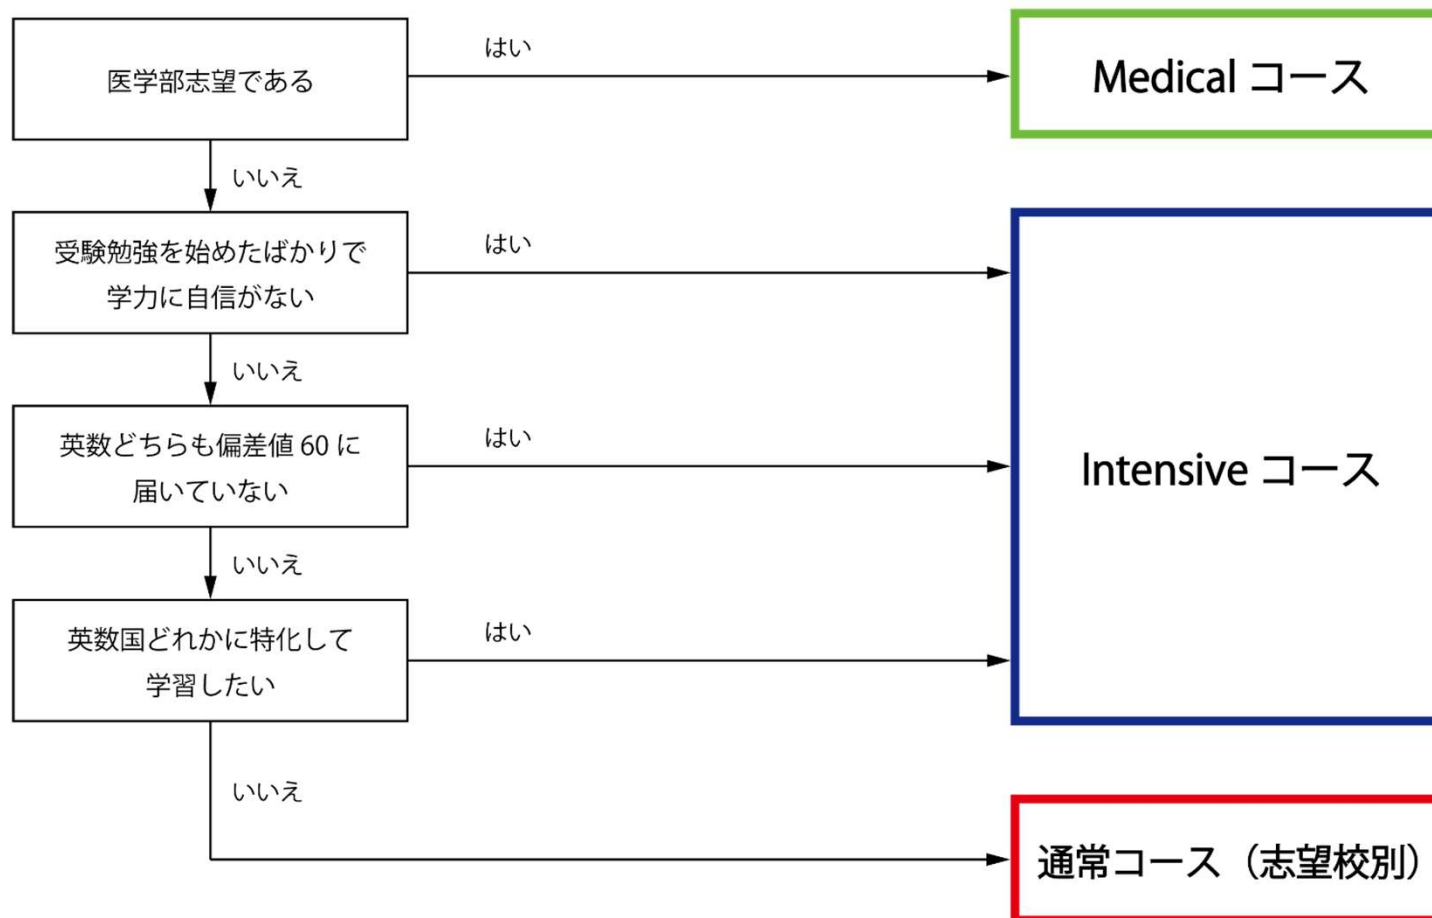 医学部志望である
はい
Medical コース
いいえ
受験勉強を始めたばかりで
学力に自信がない
はい
いいえ
英数どちらも偏差値 60 に
届いていない
はい
Intensive コース
いいえ
英数国どれかに特化して
学習したい
はい
いいえ
通常コース（志望校別）